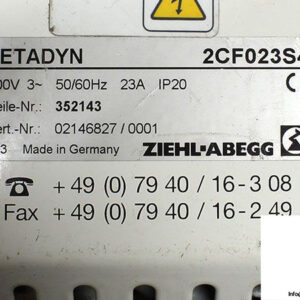 ETADYN 2CF023S4
00V 3~ 50/60Hz 23A IP20
eile-Nr.: 352143
ert.-Nr.: 02146827 / 0001
3 Made in Germany ZIEHL-ABEGG
+ 49 (0) 79 40 / 16-3 08
Fax + 49 (0) 79 40 / 16-2 49